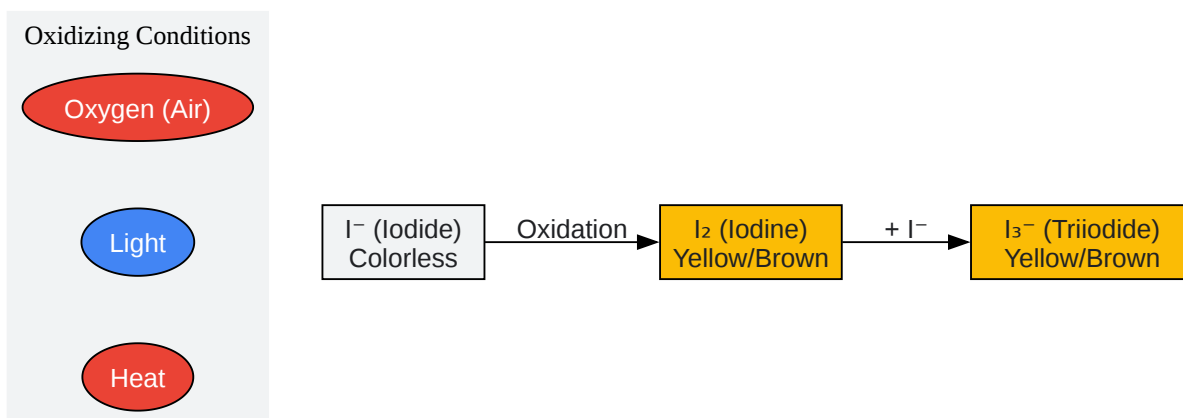 Oxidizing Conditions
Oxygen (Air)
Light
Heat
I⁻ (Iodide)
Colorless
Oxidation
I₂ (Iodine)
Yellow/Brown
+ I⁻
I₃⁻ (Triiodide)
Yellow/Brown